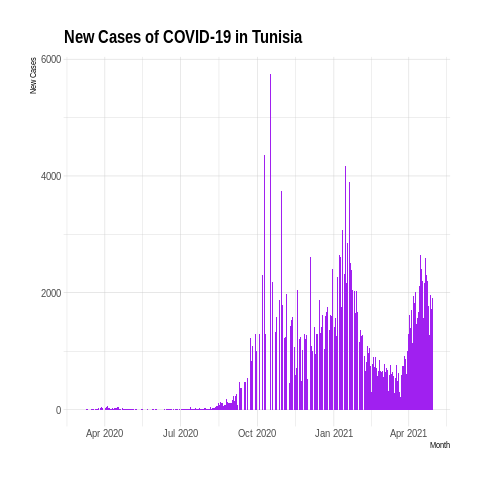 New Cases of COVID-19 in Tunisia
New Cases
6000
4000
2000
0
Apr 2020 Jul 2020 Oct 2020 Jan 2021 Apr 2021
Month